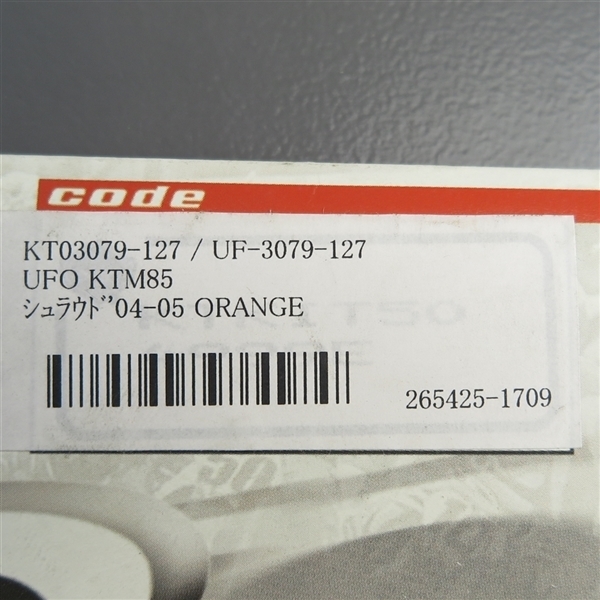 code
KT03079-127 / UF-3079-127
UFO KTM85
ｼｭﾗｳﾄﾞ'04-05 ORANGE
265425-1709